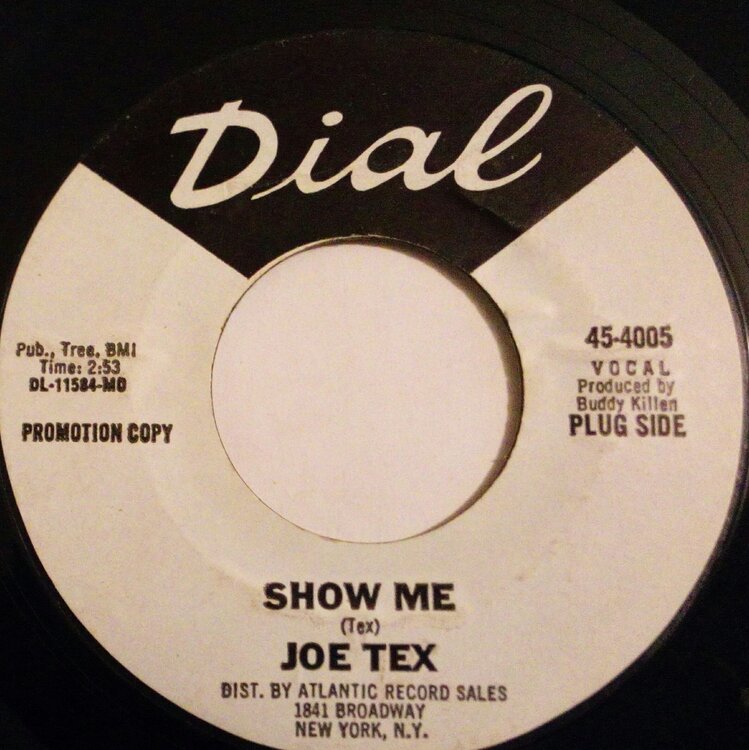 Dial
Pub., Tree, BMI
Time: 2:53
DL-11584-MO
PROMOTION COPY
45-4005
VOCAL
Produced by
Buddy Killen
PLUG SIDE
SHOW ME
(Tex)
JOE TEX
DIST. BY ATLANTIC RECORD SALES
1841 BROADWAY
NEW YORK, N.Y.